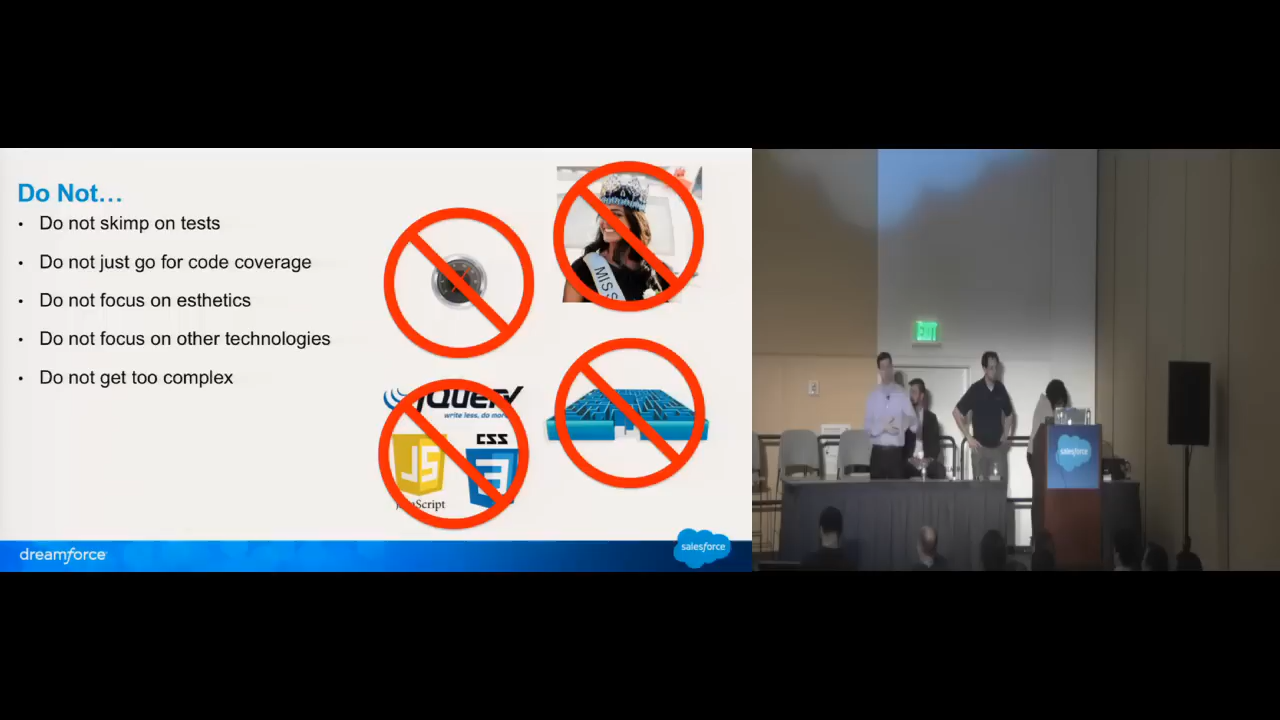 Do Not…
• Do not skimp on tests
• Do not just go for code coverage
• Do not focus on esthetics
• Do not focus on other technologies
• Do not get too complex
MISS
jQUERY
write less, do more
JS
JavaScript
CSS
3
dreamforce
salesforce
EXIT
salesforce